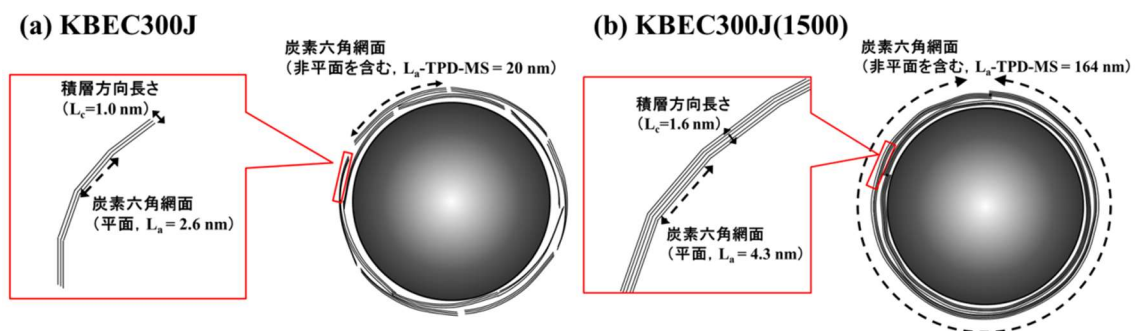 (a) KBEC300J
炭素六角網面
（非平面を含む, La-TPD-MS = 20 nm）
積層方向長さ
（Lc=1.0 nm）
炭素六角網面
（平面, La = 2.6 nm）
(b) KBEC300J(1500)
炭素六角網面
（非平面を含む, La-TPD-MS = 164 nm）
積層方向長さ
（Lc=1.6 nm）
炭素六角網面
（平面, La = 4.3 nm）